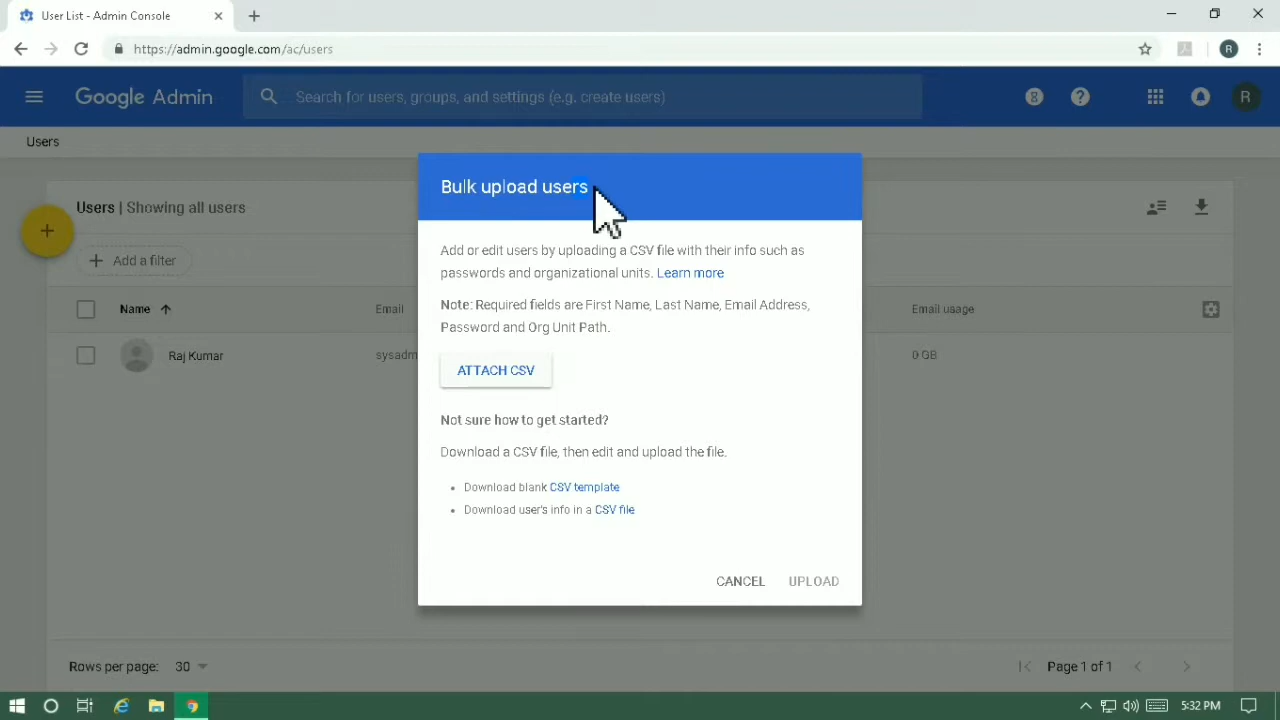 User List - Admin Console
https://admin.google.com/ac/users
R
Google Admin
Search for users, groups, and settings (e.g. create users)
R
Users
Users | Showing all users
Add a filter
Name
Email
Email usage
Raj Kumar
sysadm
0 GB
Bulk upload users
Add or edit users by uploading a CSV file with their info such as
passwords and organizational units. Learn more
Note: Required fields are First Name, Last Name, Email Address,
Password and Org Unit Path.
ATTACH CSV
Not sure how to get started?
Download a CSV file, then edit and upload the file.
• Download blank CSV template
• Download user's info in a CSV file
CANCEL UPLOAD
Rows per page: 30
Page 1 of 1
5:32 PM